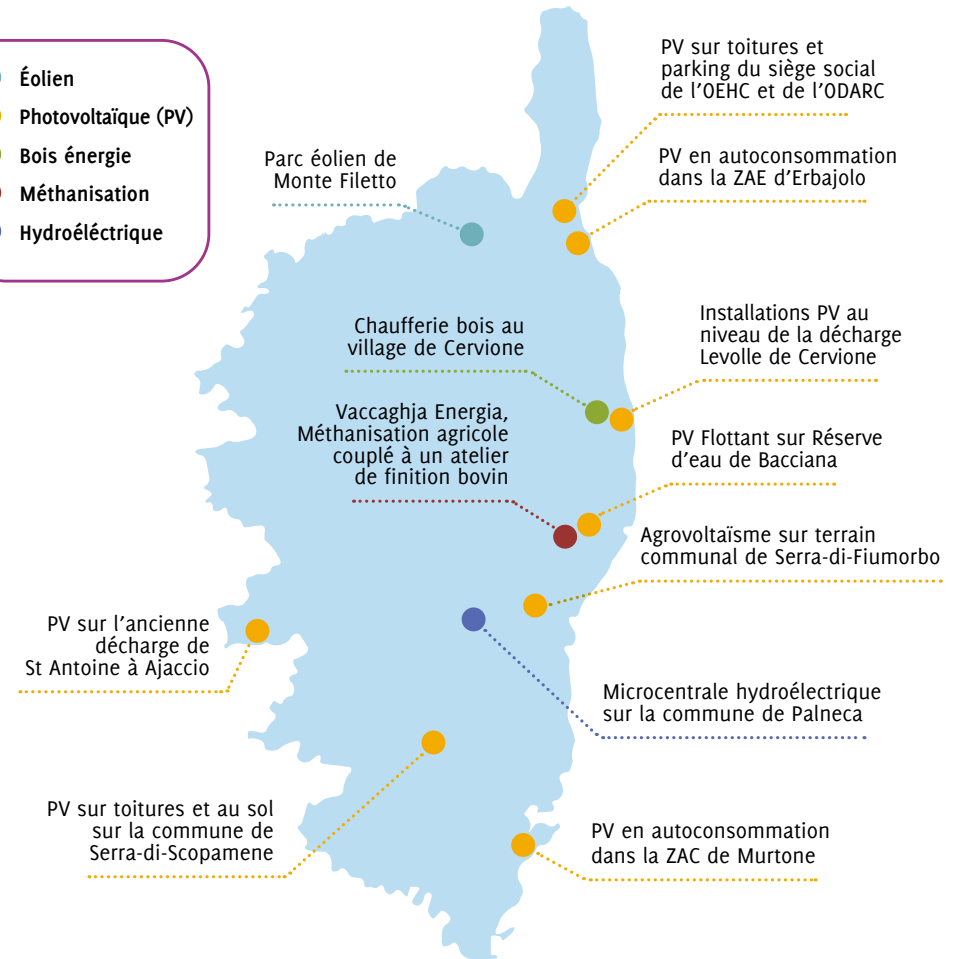 Éolien
Photovoltaïque (PV)
Bois énergie
Méthanisation
Hydroéléctrique
PV sur toitures et
parking du siège social
de l'OEHC et de l'ODARC
Parc éolien de
Monte Filetto
PV en autoconsommation
dans la ZAE d'Erbajolo
Chaufferie bois au
village de Cervione
Installations PV au
niveau de la décharge
Levolle de Cervione
Vaccaghja Energia,
Méthanisation agricole
couplé à un atelier
de finition bovin
PV Flottant sur Réserve
d'eau de Bacciana
Agrovoltaïsme sur terrain
communal de Serra-di-Fiumorbo
PV sur l'ancienne
décharge de
St Antoine à Ajaccio
Microcentrale hydroélectrique
sur la commune de Palneca
PV sur toitures et au sol
sur la commune de
Serra-di-Scopamene
PV en autoconsommation
dans la ZAC de Murtone